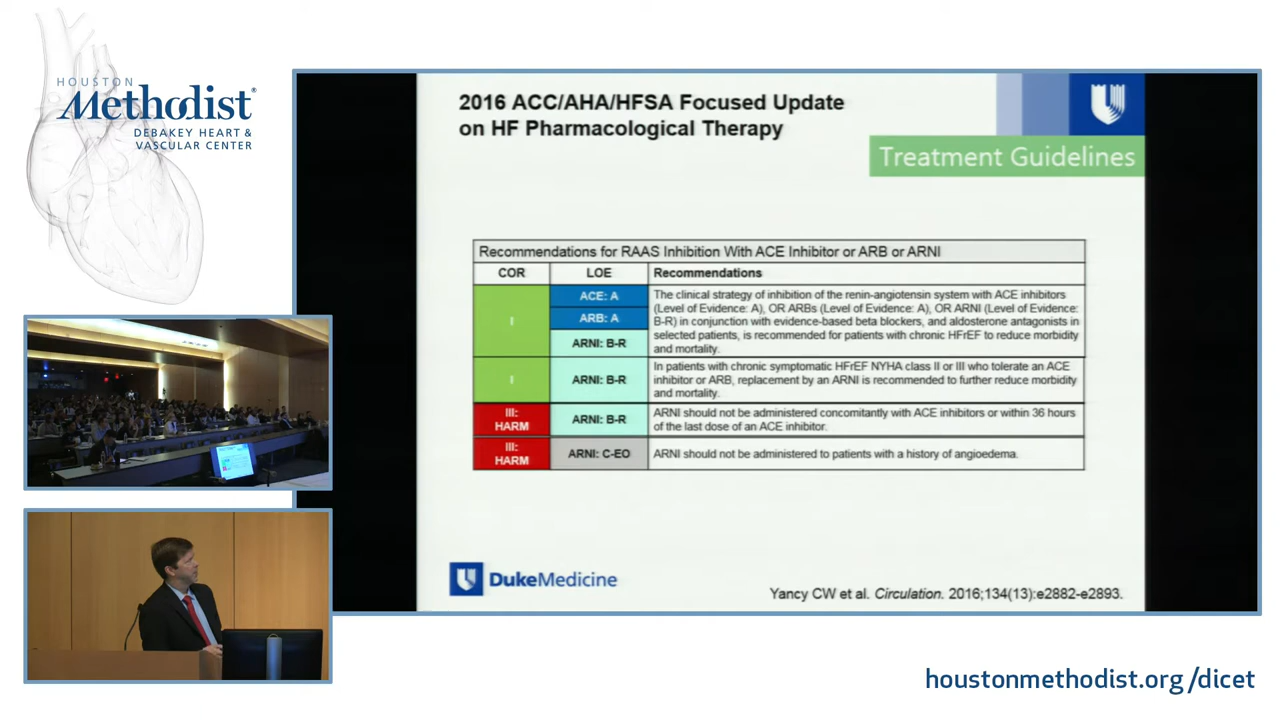 HOUSTON
Methodist®
DEBAKEY HEART &
VASCULAR CENTER
2016 ACC/AHA/HFSA Focused Update
on HF Pharmacological Therapy
Treatment Guidelines
Recommendations for RAAS Inhibition With ACE Inhibitor or ARB or ARNI
COR LOE Recommendations
I
ACE: A
ARB: A
ARNI: B-R
The clinical strategy of inhibition of the renin-angiotensin system with ACE inhibitors
(Level of Evidence: A), OR ARBs (Level of Evidence: A), OR ARNI (Level of Evidence:
B-R) in conjunction with evidence-based beta blockers, and aldosterone antagonists in
selected patients, is recommended for patients with chronic HFrEF to reduce morbidity
and mortality.
I
ARNI: B-R
In patients with chronic symptomatic HFrEF NYHA class II or III who tolerate an ACE
inhibitor or ARB, replacement by an ARNI is recommended to further reduce morbidity
and mortality.
III:
HARM
ARNI: B-R
ARNI should not be administered concomitantly with ACE inhibitors or within 36 hours
of the last dose of an ACE inhibitor.
III:
HARM
ARNI: C-EO
ARNI should not be administered to patients with a history of angioedema.
DukeMedicine
Yancy CW et al. Circulation. 2016;134(13):e2882-e2893.
houstonmethodist.org/dicet